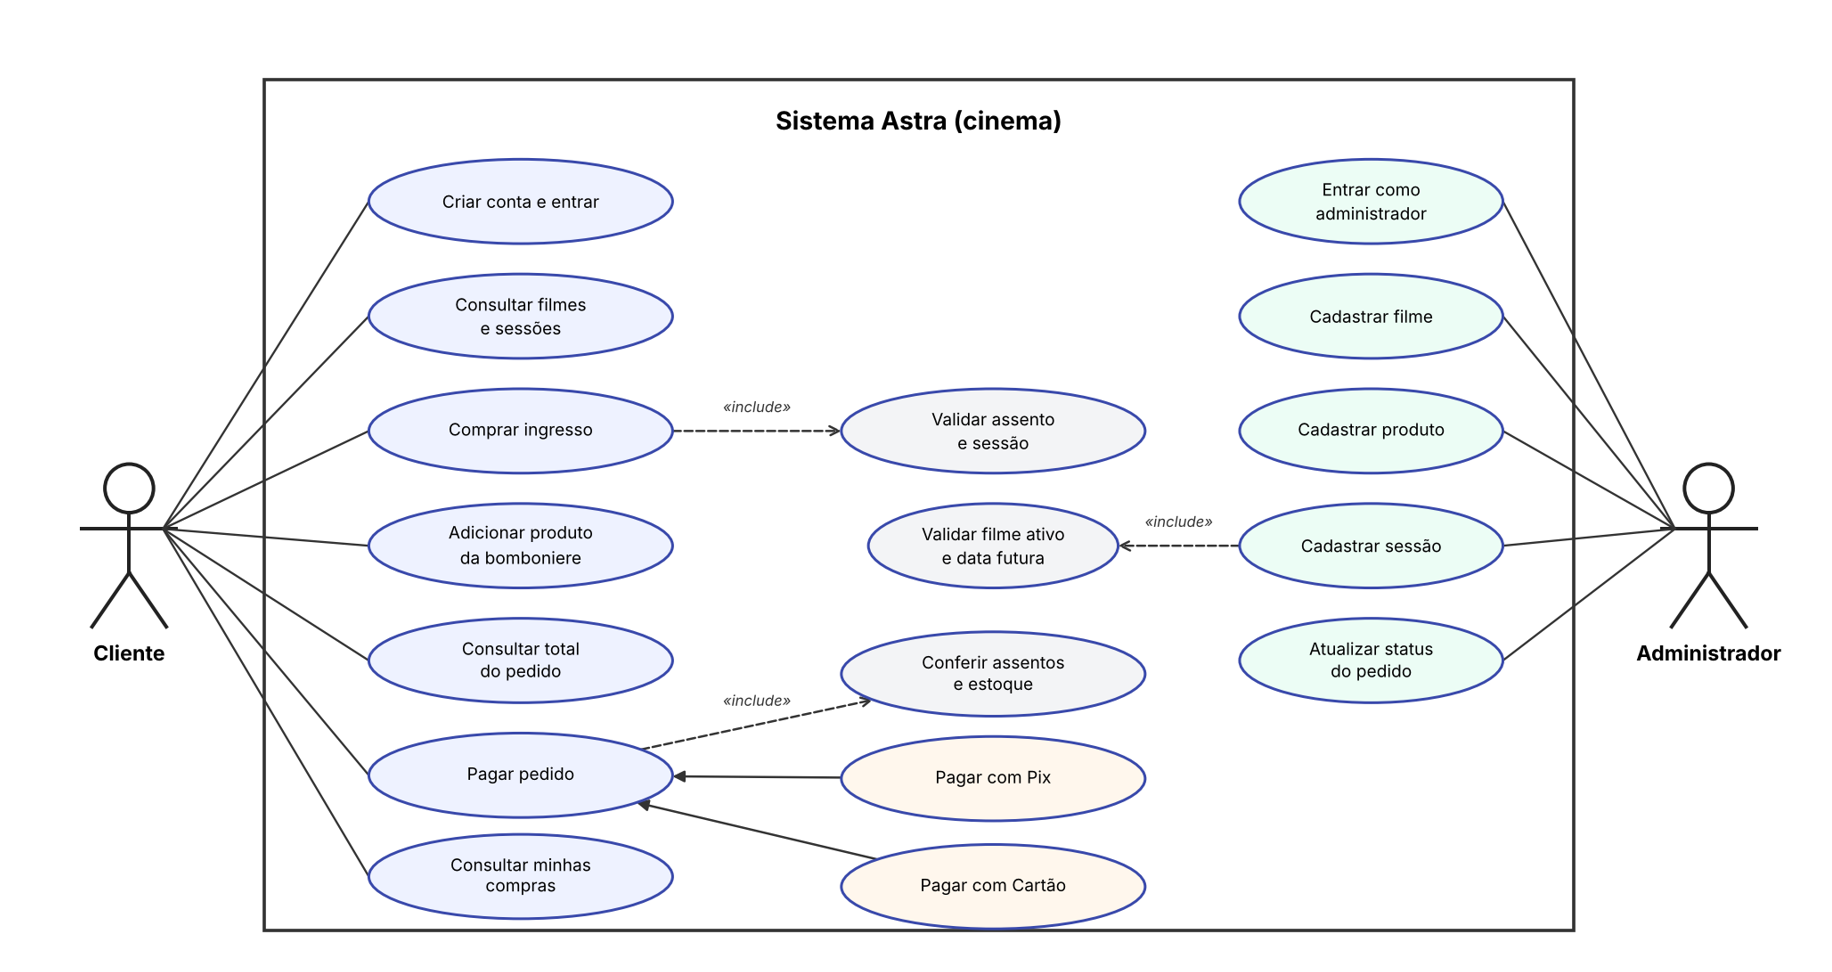 Sistema Astra (cinema)
Criar conta e entrar
Entrar como
administrador
Consultar filmes
e sessões
Cadastrar filme
Comprar ingresso
«include»
Validar assento
e sessão
Cadastrar produto
Adicionar produto
da bomboniere
Validar filme ativo
e data futura
«include»
Cadastrar sessão
Cliente
Consultar total
do pedido
Conferir assentos
e estoque
Atualizar status
do pedido
Administrador
«include»
Pagar pedido
Pagar com Pix
Consultar minhas
compras
Pagar com Cartão